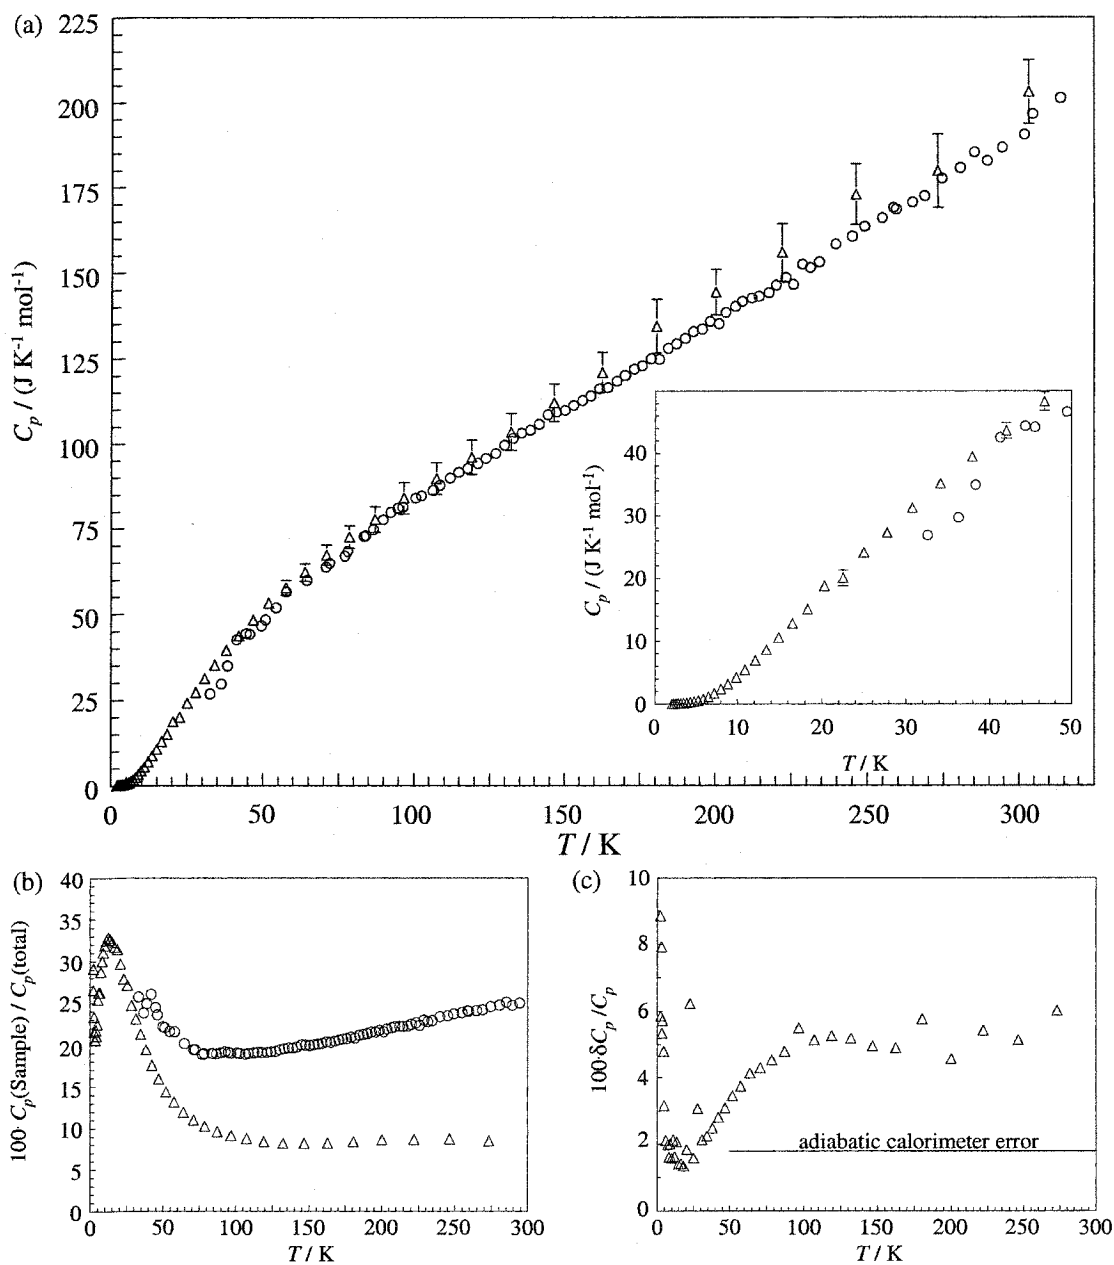 (a)
225
200
175
150
125
100
75
50
25
0
C_p / (J K⁻¹ mol⁻¹)
0 50 100 150 200 250 300
T / K
40
30
20
10
0
C_p / (J K⁻¹ mol⁻¹)
0 10 20 30 40 50
T / K
(b)
40
35
30
25
20
15
10
5
0
100· C_p(Sample) / C_p(total)
0 50 100 150 200 250 300
T / K
(c)
10
8
6
4
2
0
100·δC_p/C_p
adiabatic calorimeter error
0 50 100 150 200 250 300
T / K